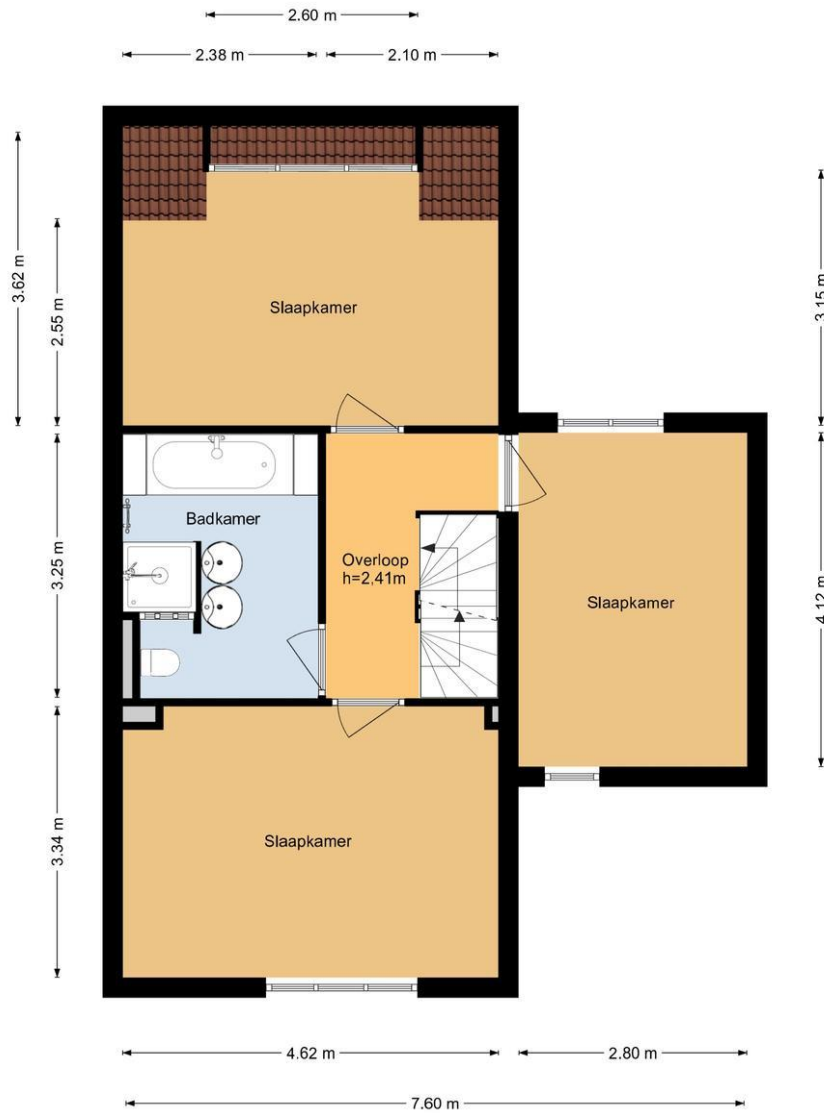 2.60 m
2.38 m
2.10 m
3.62 m
2.55 m
3.15 m
Slaapkamer
3.25 m
Badkamer
Overloop
h=2,41m
Slaapkamer
4.12 m
3.34 m
Slaapkamer
4.62 m
2.80 m
7.60 m